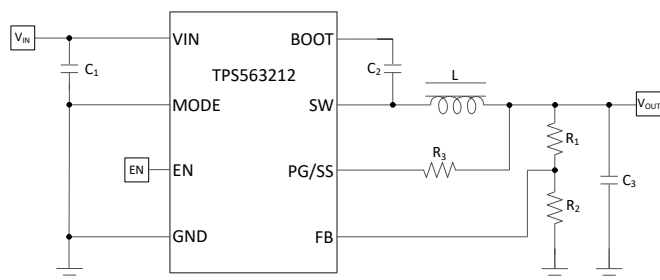 VIN
VIN
BOOT
C1
TPS563212
C2
L
MODE
SW
VOUT
R1
R3
EN
EN
PG/SS
C3
R2
GND
FB